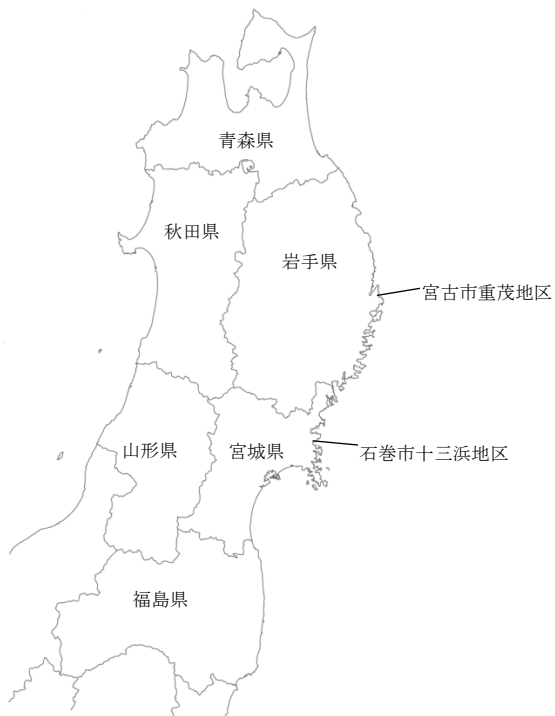 青森県
秋田県
岩手県
宮古市重茂地区
山形県
宮城県
石巻市十三浜地区
福島県